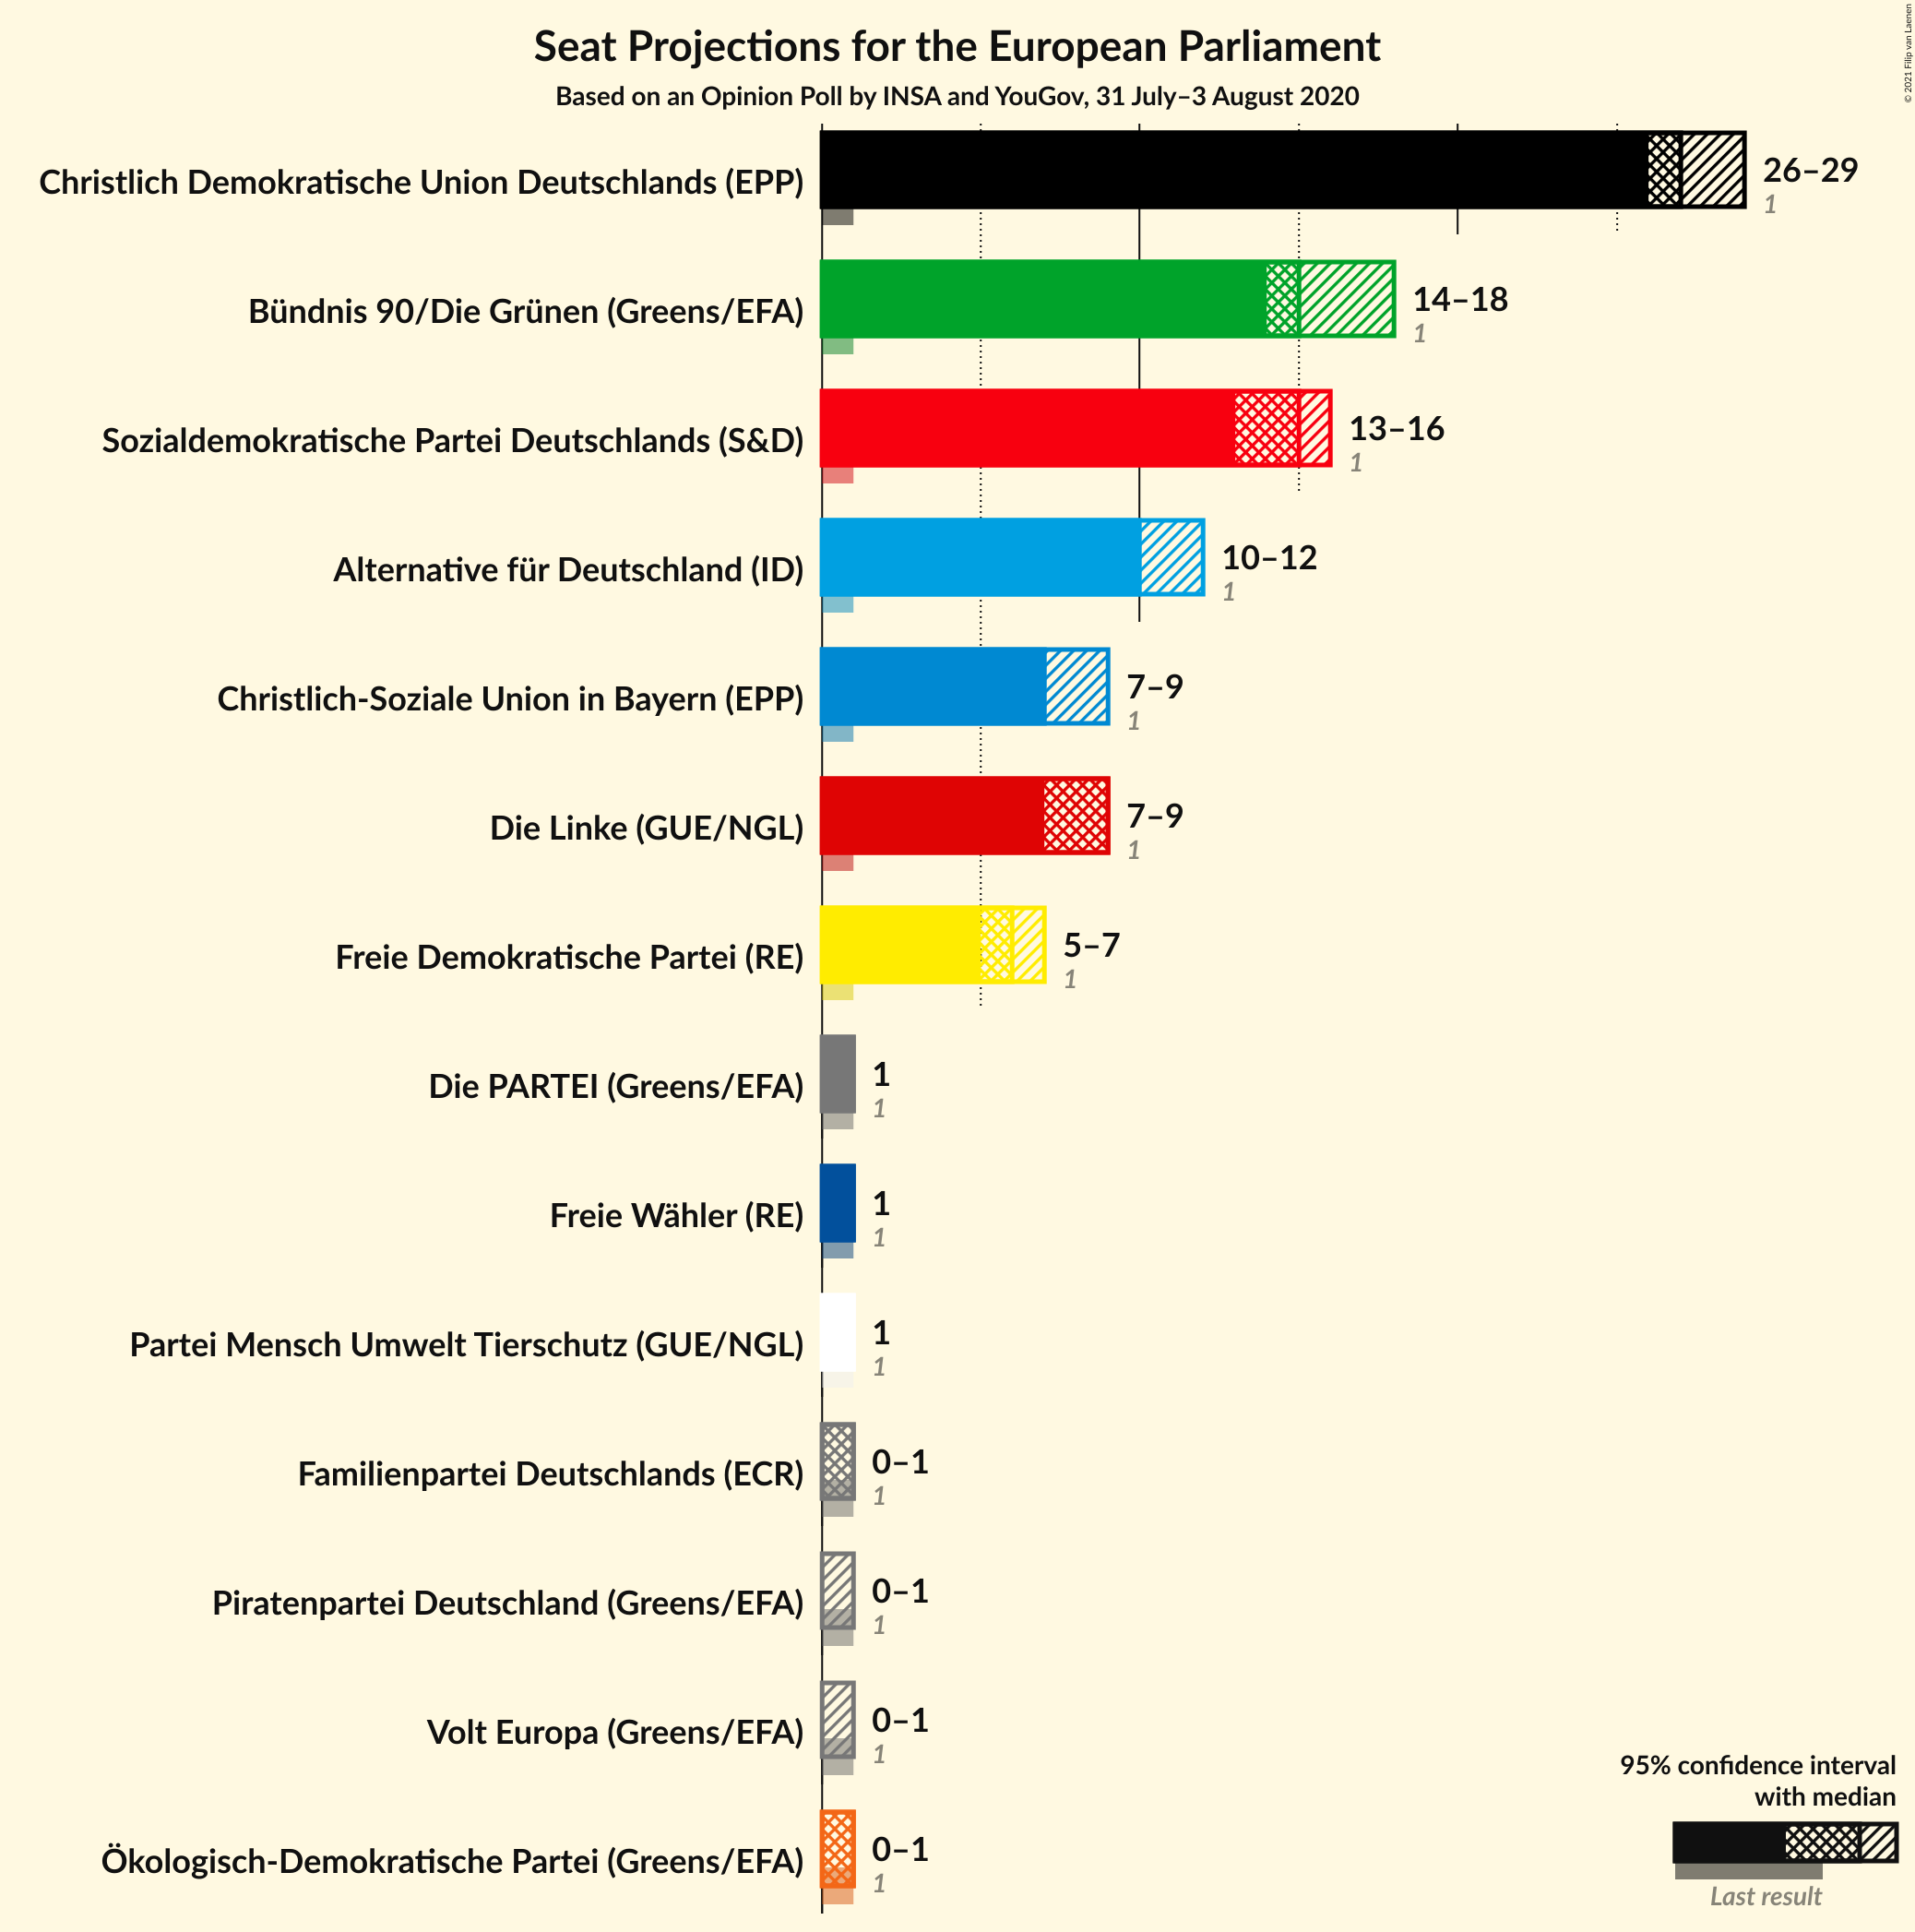 Seat Projections for the European Parliament
Based on an Opinion Poll by INSA and YouGov, 31 July–3 August 2020
© 2021 Filip van Laenen
Christlich Demokratische Union Deutschlands (EPP)
26–29
1
Bündnis 90/Die Grünen (Greens/EFA)
14–18
1
Sozialdemokratische Partei Deutschlands (S&D)
13–16
1
Alternative für Deutschland (ID)
10–12
1
Christlich-Soziale Union in Bayern (EPP)
7–9
1
Die Linke (GUE/NGL)
7–9
1
Freie Demokratische Partei (RE)
5–7
1
Die PARTEI (Greens/EFA)
1
1
Freie Wähler (RE)
1
1
Partei Mensch Umwelt Tierschutz (GUE/NGL)
1
1
Familienpartei Deutschlands (ECR)
0–1
1
Piratenpartei Deutschland (Greens/EFA)
0–1
1
Volt Europa (Greens/EFA)
0–1
1
Ökologisch-Demokratische Partei (Greens/EFA)
0–1
1
95% confidence interval
with median
Last result